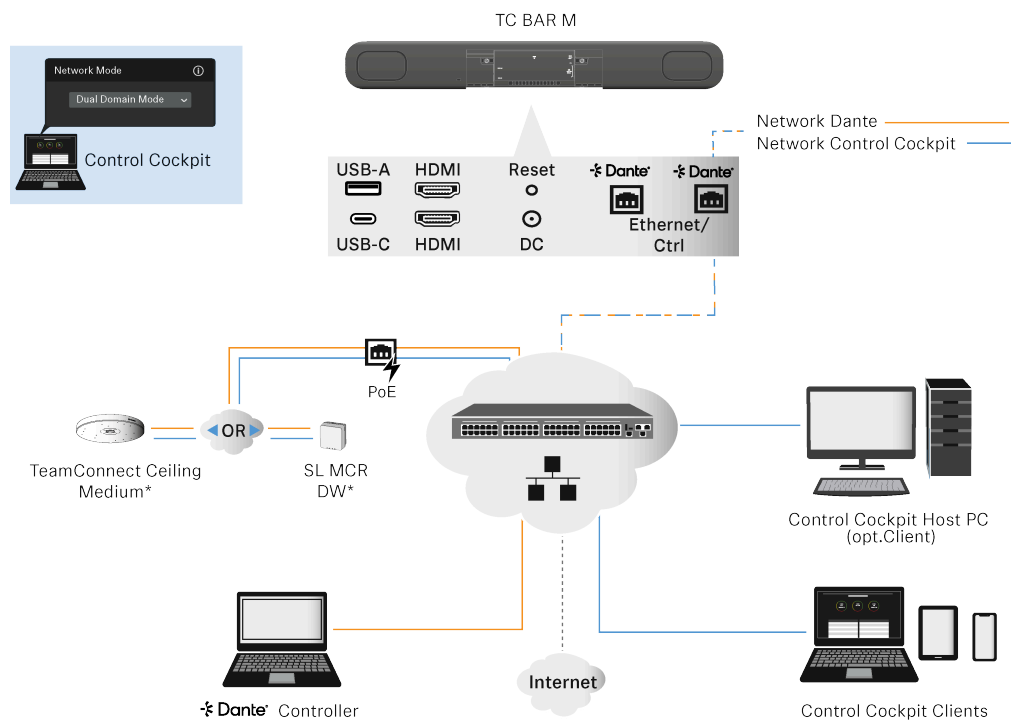 TC BAR M
Network Mode
Dual Domain Mode
Control Cockpit
Network Dante
Network Control Cockpit
USB-A HDMI Reset Dante® Dante®
Ethernet/
Ctrl
USB-C HDMI DC
PoE
OR
TeamConnect Ceiling
Medium*
SL MCR
DW*
Control Cockpit Host PC
(opt.Client)
Internet
Dante® Controller
Control Cockpit Clients